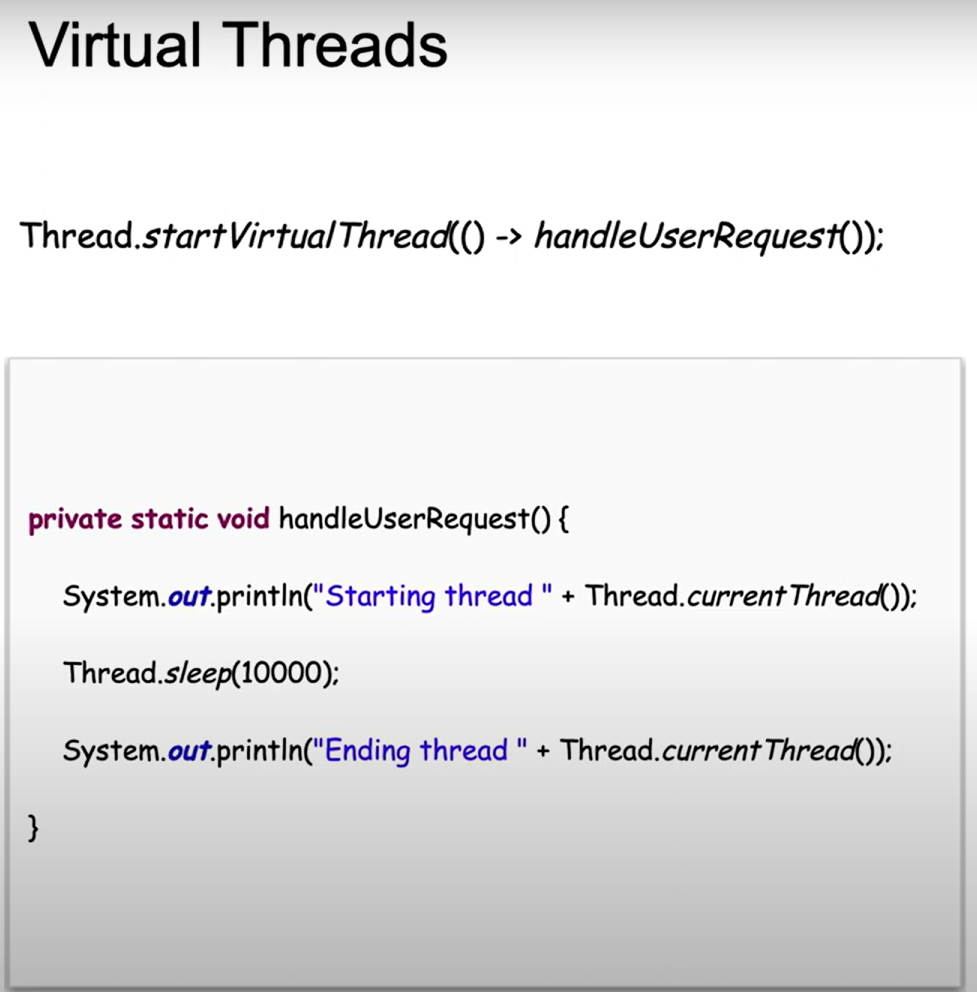 Virtual Threads
Thread.startVirtualThread(() -> handleUserRequest());
private static void handleUserRequest() {
System.out.println("Starting thread " + Thread.currentThread());
Thread.sleep(10000);
System.out.println("Ending thread " + Thread.currentThread());
}